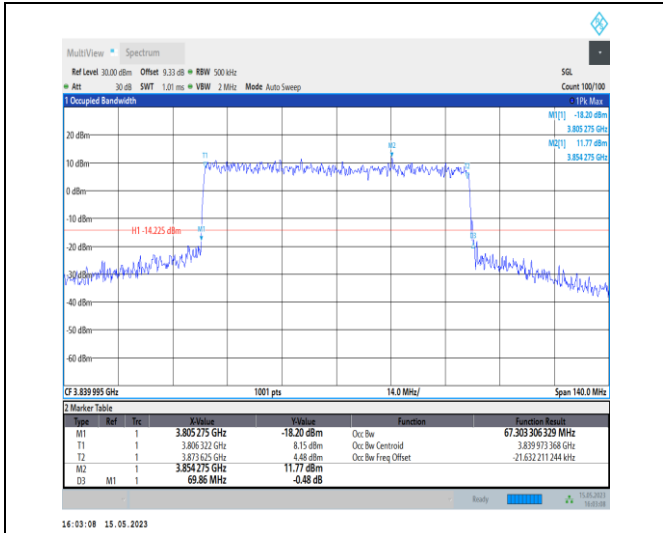 MultiView Spectrum
Ref Level 30.00 dBm Offset 9.33 dB RBW 500 kHz SGL
Att 30 dB SWT 1.01 ms VBW 2 MHz Mode Auto Sweep Count 100/100
1 Occupied Bandwidth 1Pk Max
M1[1] -18.20 dBm
3.805 275 GHz
M2[1] 11.77 dBm
3.854 275 GHz
20 dBm
M2
T1
10 dBm
0 dBm
-10 dBm
H1 -14.225 dBm
M1
D3
-20 dBm
-30 dBm
-40 dBm
-50 dBm
-60 dBm
CF 3.839 995 GHz 1001 pts 14.0 MHz/ Span 140.0 MHz
2 Marker Table
Type Ref Trc X-Value Y-Value Function Function Result
M1 1 3.805 275 GHz -18.20 dBm Occ Bw 67.303 306 329 MHz
T1 1 3.806 322 GHz 8.15 dBm Occ Bw Centroid 3.839 973 368 GHz
T2 1 3.873 625 GHz 4.48 dBm Occ Bw Freq Offset -21.632 211 244 kHz
M2 1 3.854 275 GHz 11.77 dBm
D3 M1 1 69.86 MHz -0.48 dB
Ready 15.05.2023
16:03:08
16:03:08 15.05.2023